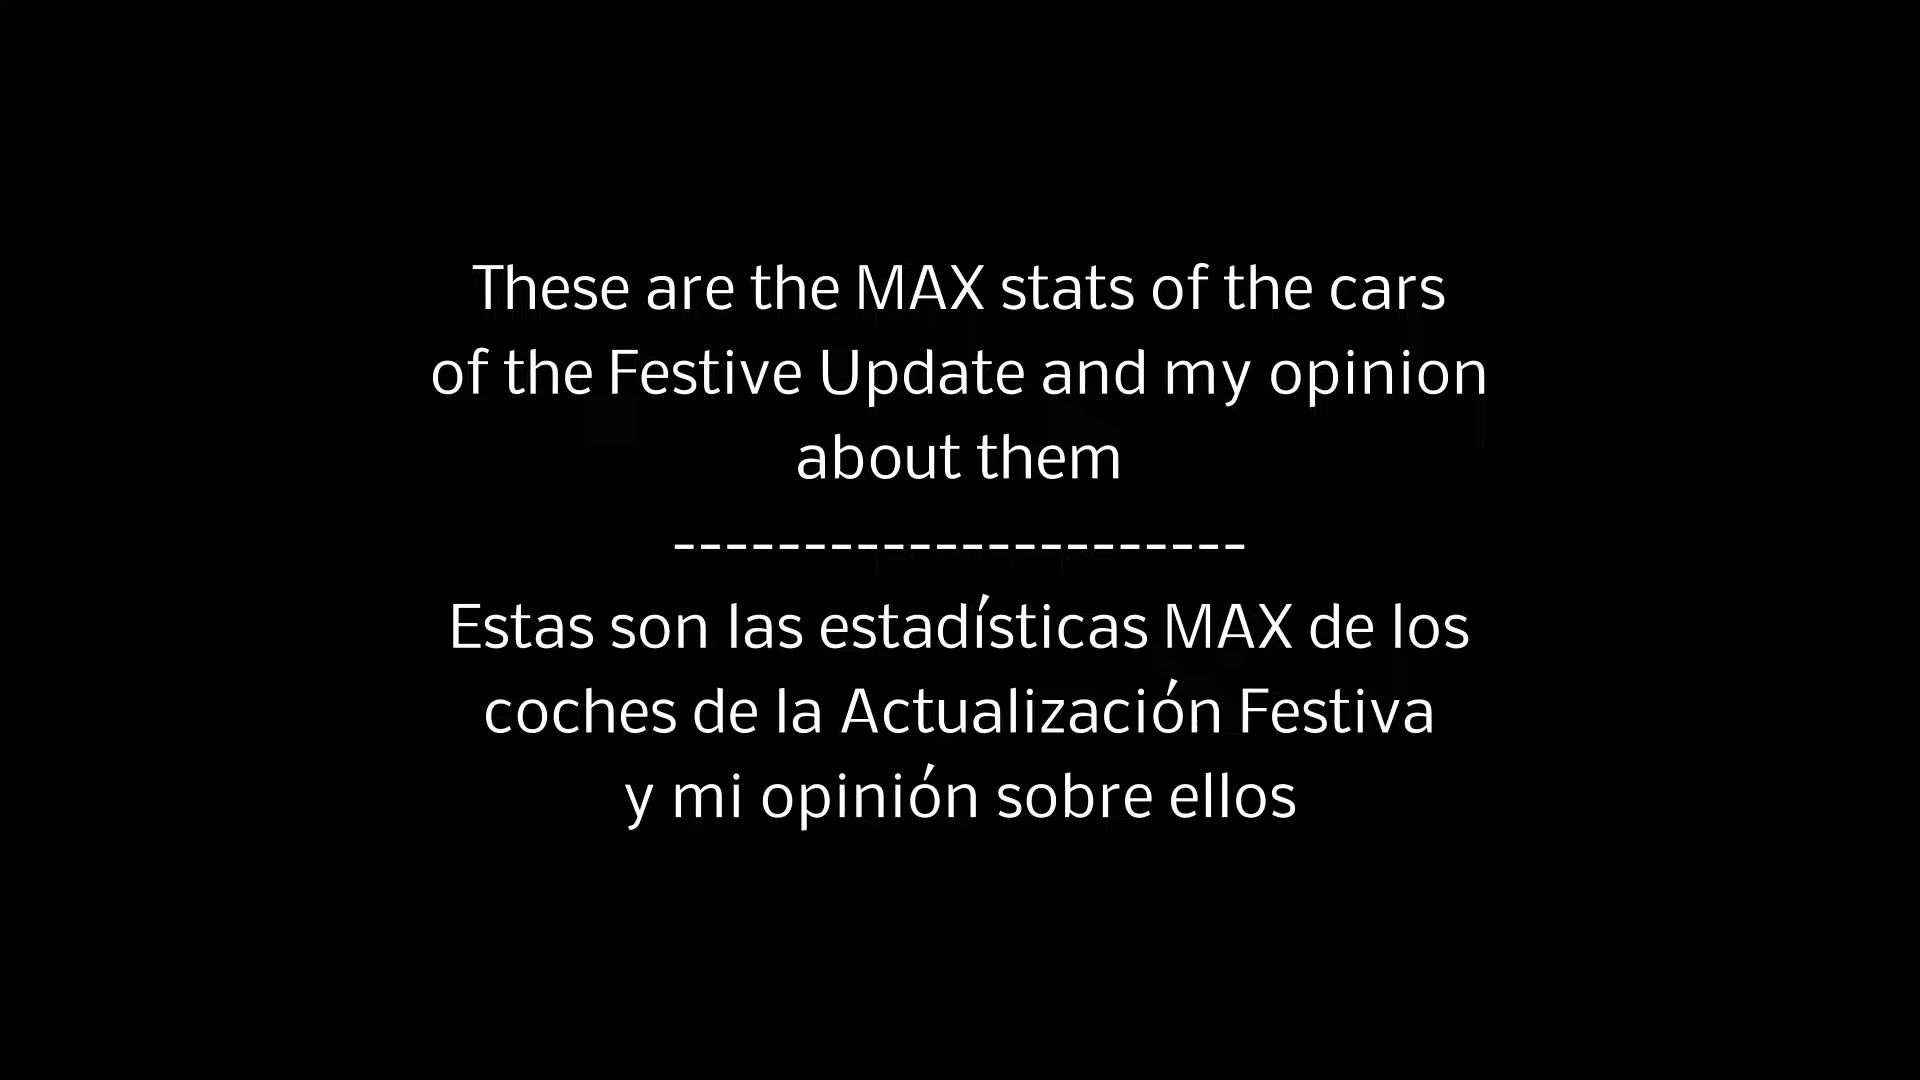 These are the MAX stats of the cars
of the Festive Update and my opinion
about them
----------------------
Estas son las estadísticas MAX de los
coches de la Actualización Festiva
y mi opinión sobre ellos